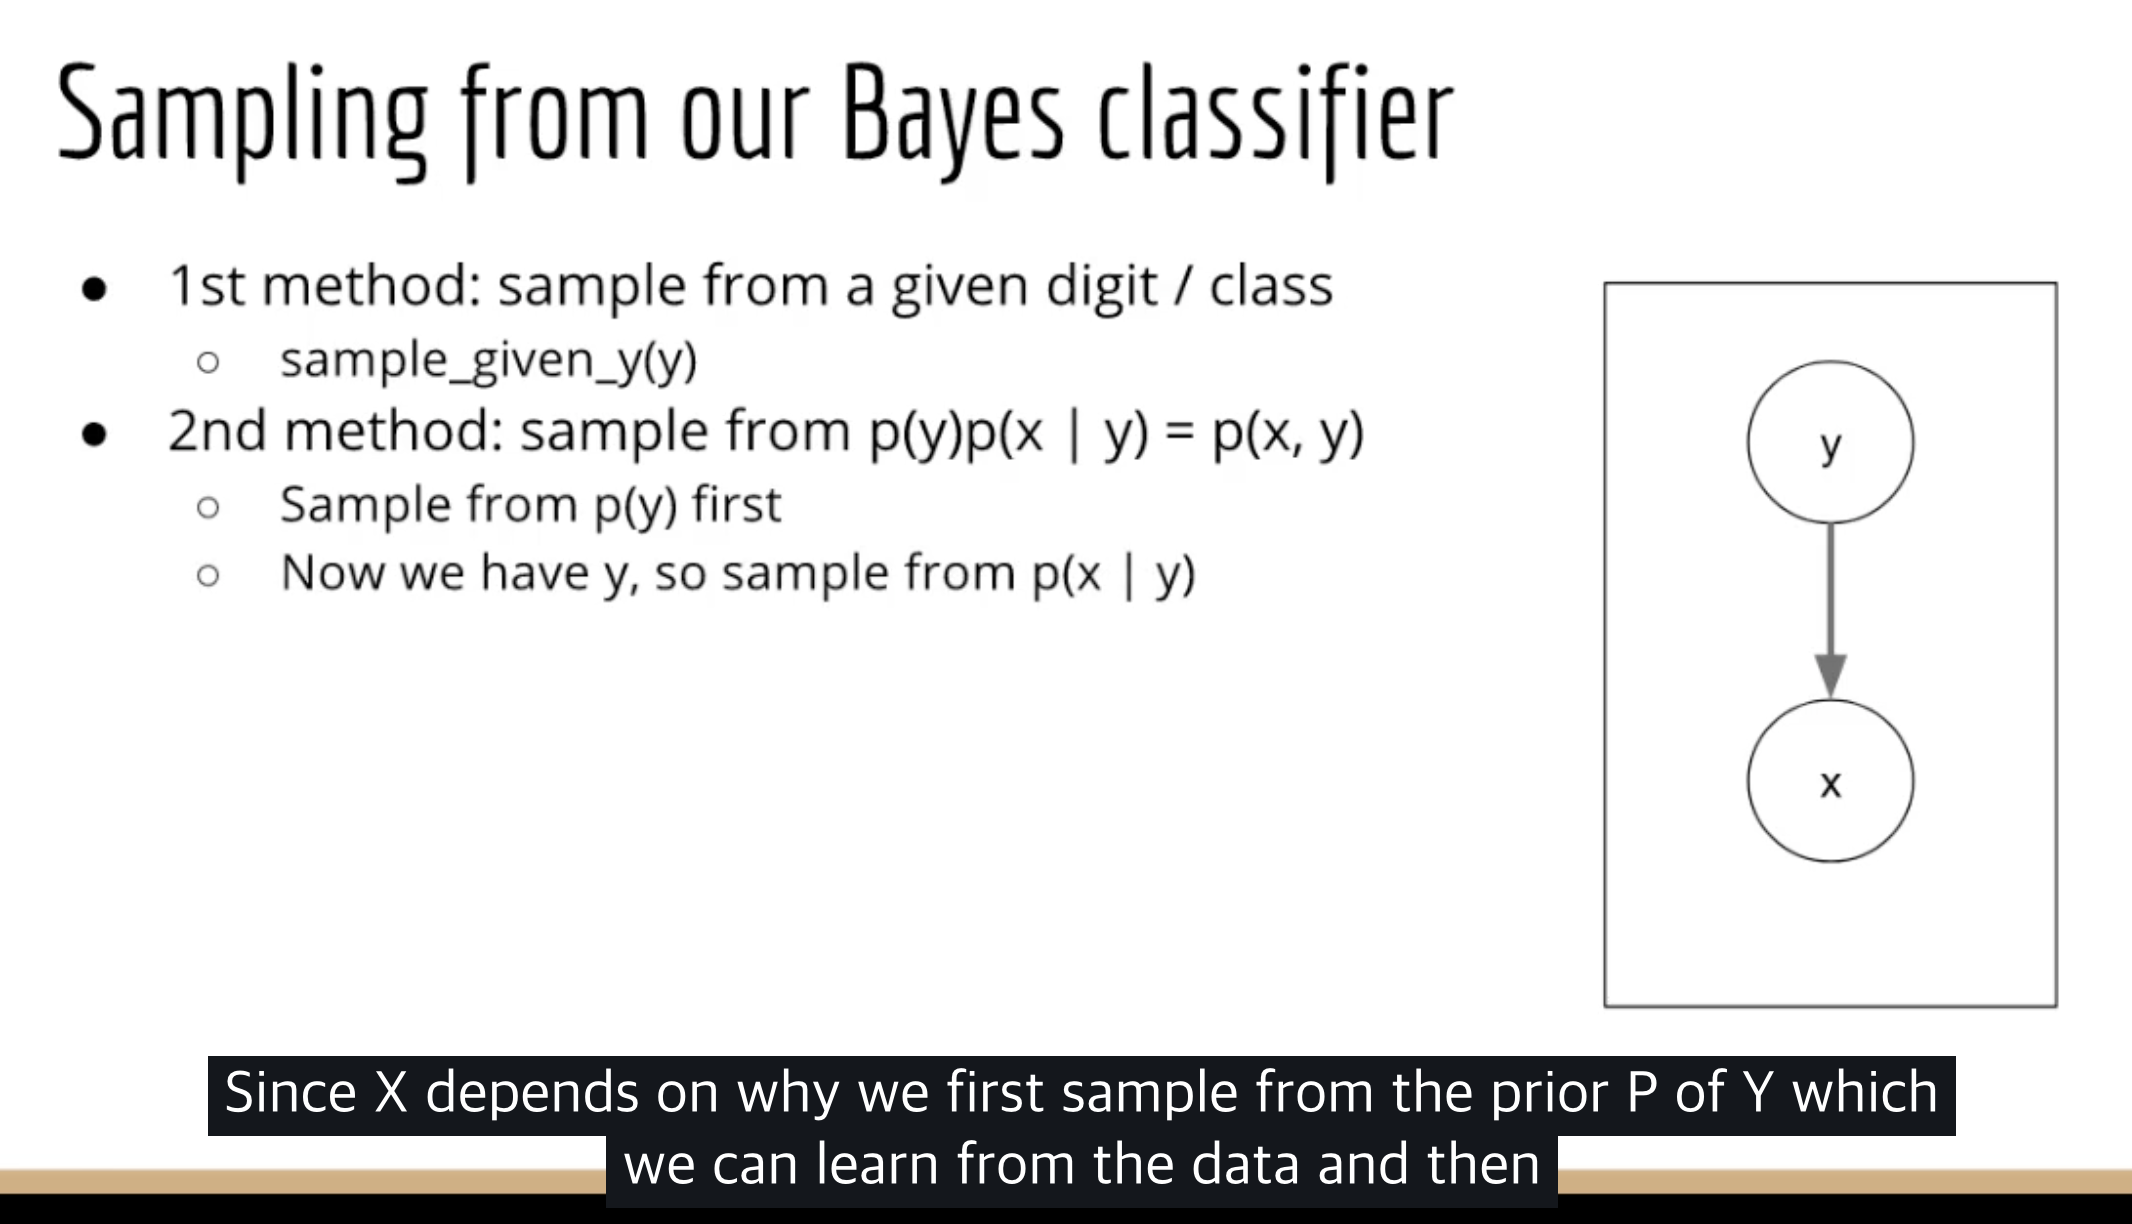 Sampling from our Bayes classifier
● 1st method: sample from a given digit / class
○ sample_given_y(y)
● 2nd method: sample from p(y)p(x | y) = p(x, y)
○ Sample from p(y) first
○ Now we have y, so sample from p(x | y)
y
x
Since X depends on why we first sample from the prior P of Y which
we can learn from the data and then